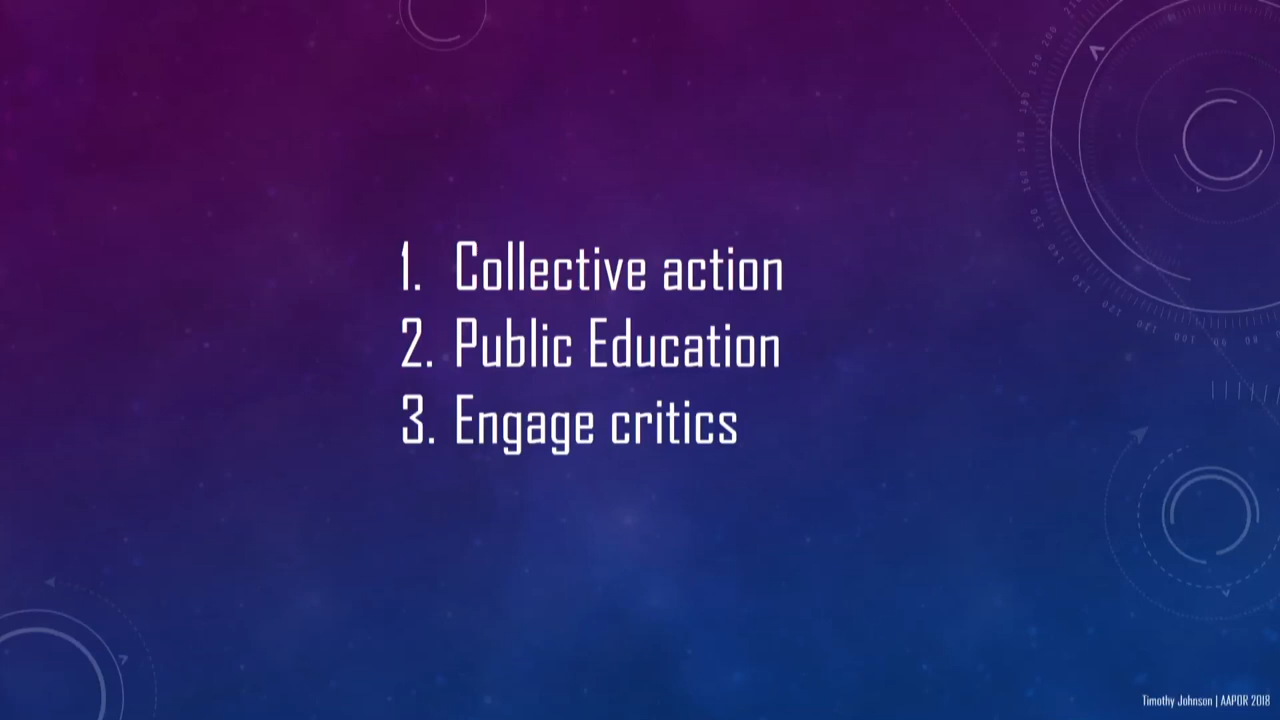 1. Collective action
2. Public Education
3. Engage critics
Timothy Johnson | AAPOR 2018